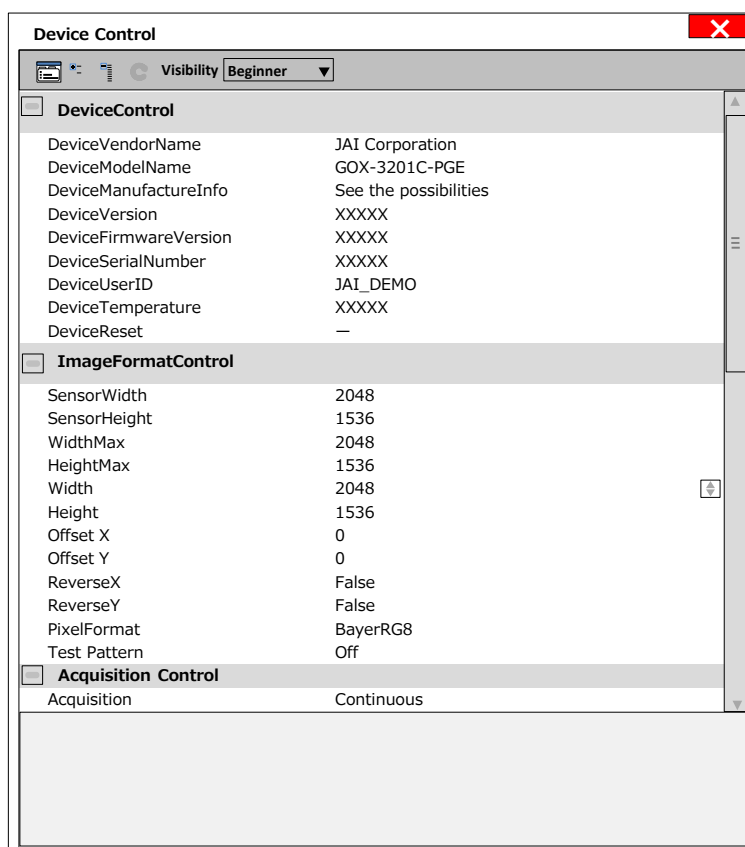 Device Control
Visibility Beginner
DeviceControl
DeviceVendorName JAI Corporation
DeviceModelName GOX-3201C-PGE
DeviceManufactureInfo See the possibilities
DeviceVersion XXXXX
DeviceFirmwareVersion XXXXX
DeviceSerialNumber XXXXX
DeviceUserID JAI_DEMO
DeviceTemperature XXXXX
DeviceReset —
ImageFormatControl
SensorWidth 2048
SensorHeight 1536
WidthMax 2048
HeightMax 1536
Width 2048
Height 1536
Offset X 0
Offset Y 0
ReverseX False
ReverseY False
PixelFormat BayerRG8
Test Pattern Off
Acquisition Control
Acquisition Continuous